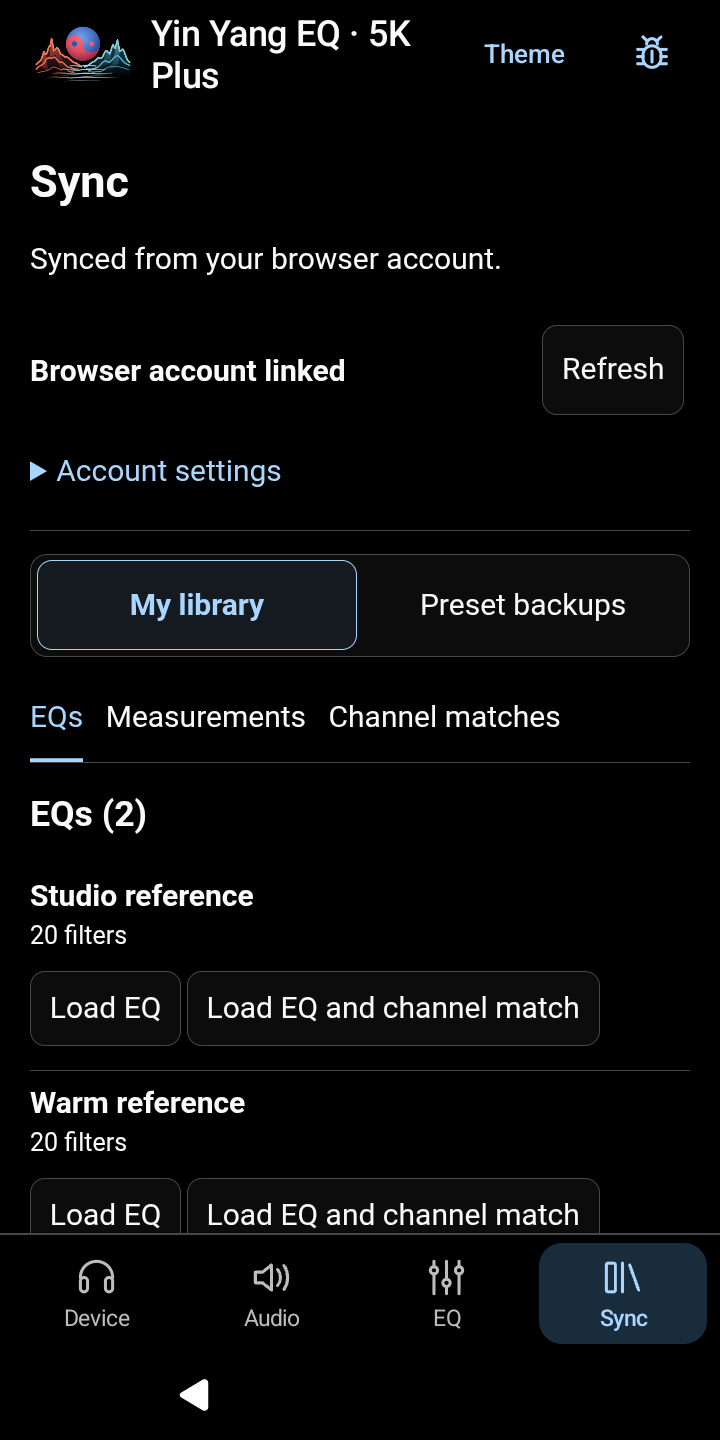 Yin Yang EQ · 5K
Plus
Theme
Sync
Synced from your browser account.
Browser account linked
Refresh
Account settings
My library
Preset backups
EQs
Measurements
Channel matches
EQs (2)
Studio reference
20 filters
Load EQ
Load EQ and channel match
Warm reference
20 filters
Load EQ
Load EQ and channel match
Device
Audio
EQ
Sync